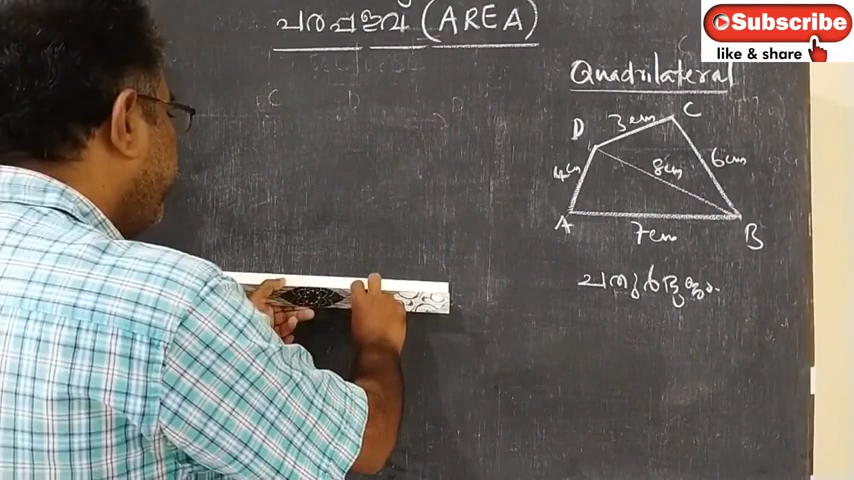 പരപ്പളവ് (AREA)
Subscribe
like & share
Quadrilateral
D 3cm C
4cm 8cm 6cm
A 7cm B
ചതുർഭുജം.